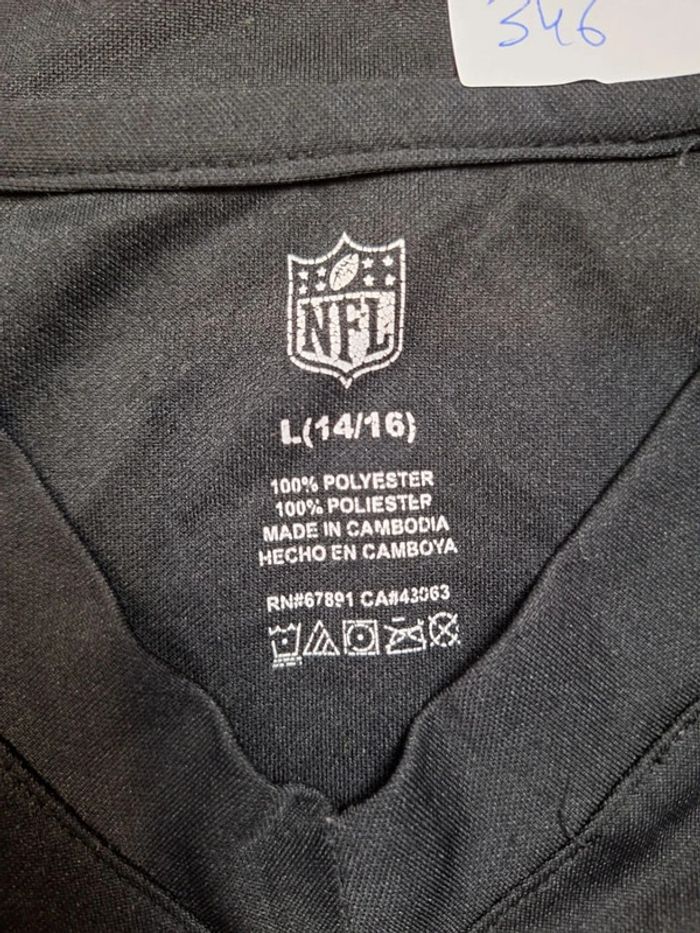 346
NFL
L(14/16)
100% POLYESTER
100% POLIESTER
MADE IN CAMBODIA
HECHO EN CAMBOYA
RN#67891 CA#43063